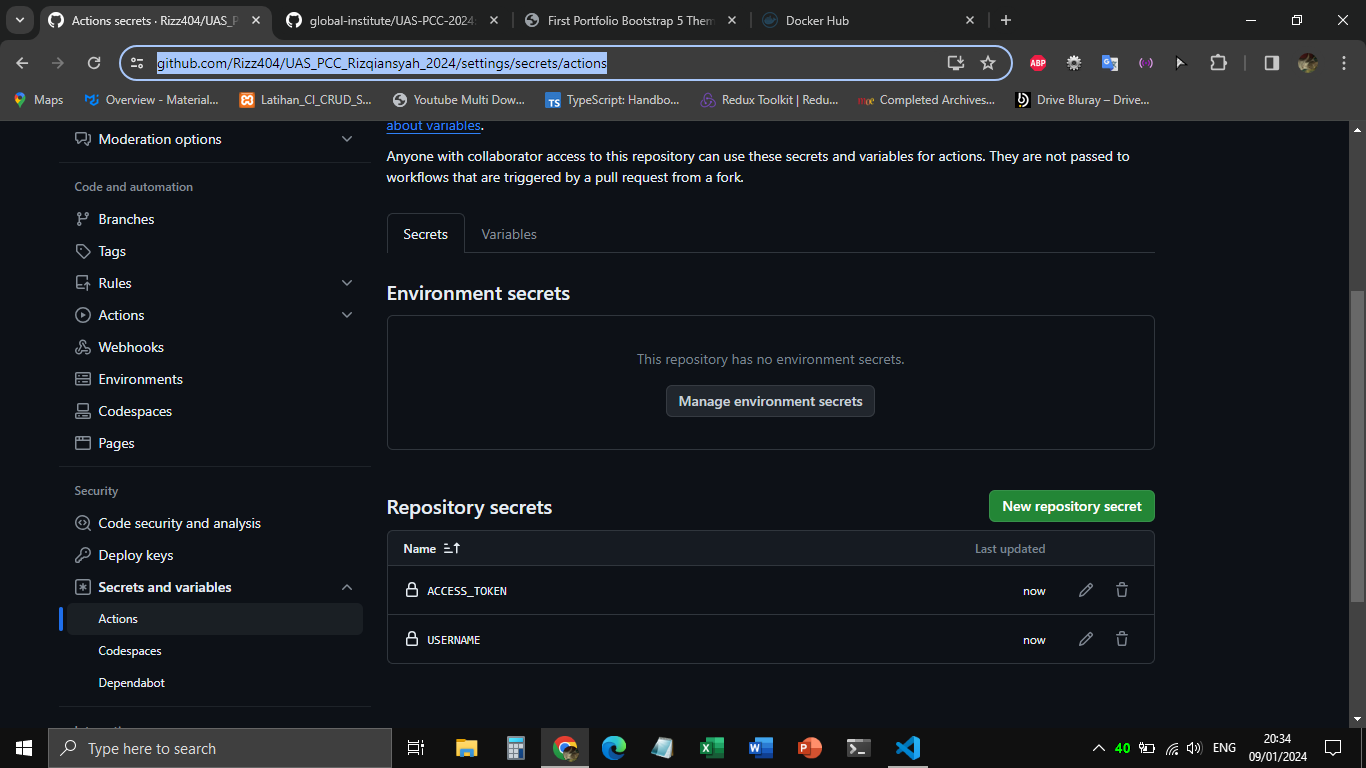 Actions secrets · Rizz404/UAS_P
global-institute/UAS-PCC-2024
First Portfolio Bootstrap 5 Them
Docker Hub
github.com/Rizz404/UAS_PCC_Rizqiansyah_2024/settings/secrets/actions
ABP
Maps
Overview - Material...
Latihan_CI_CRUD_S...
Youtube Multi Dow...
TS
TypeScript: Handbo...
Redux Toolkit | Redu...
Completed Archives...
Drive Bluray – Drive...
Moderation options
Code and automation
Branches
Tags
Rules
Actions
Webhooks
Environments
Codespaces
Pages
Security
Code security and analysis
Deploy keys
Secrets and variables
Actions
Codespaces
Dependabot
about variables.
Anyone with collaborator access to this repository can use these secrets and variables for actions. They are not passed to
workflows that are triggered by a pull request from a fork.
Secrets
Variables
Environment secrets
This repository has no environment secrets.
Manage environment secrets
Repository secrets
New repository secret
Name
Last updated
ACCESS_TOKEN
now
USERNAME
now
Type here to search
40
ENG
20:34
09/01/2024